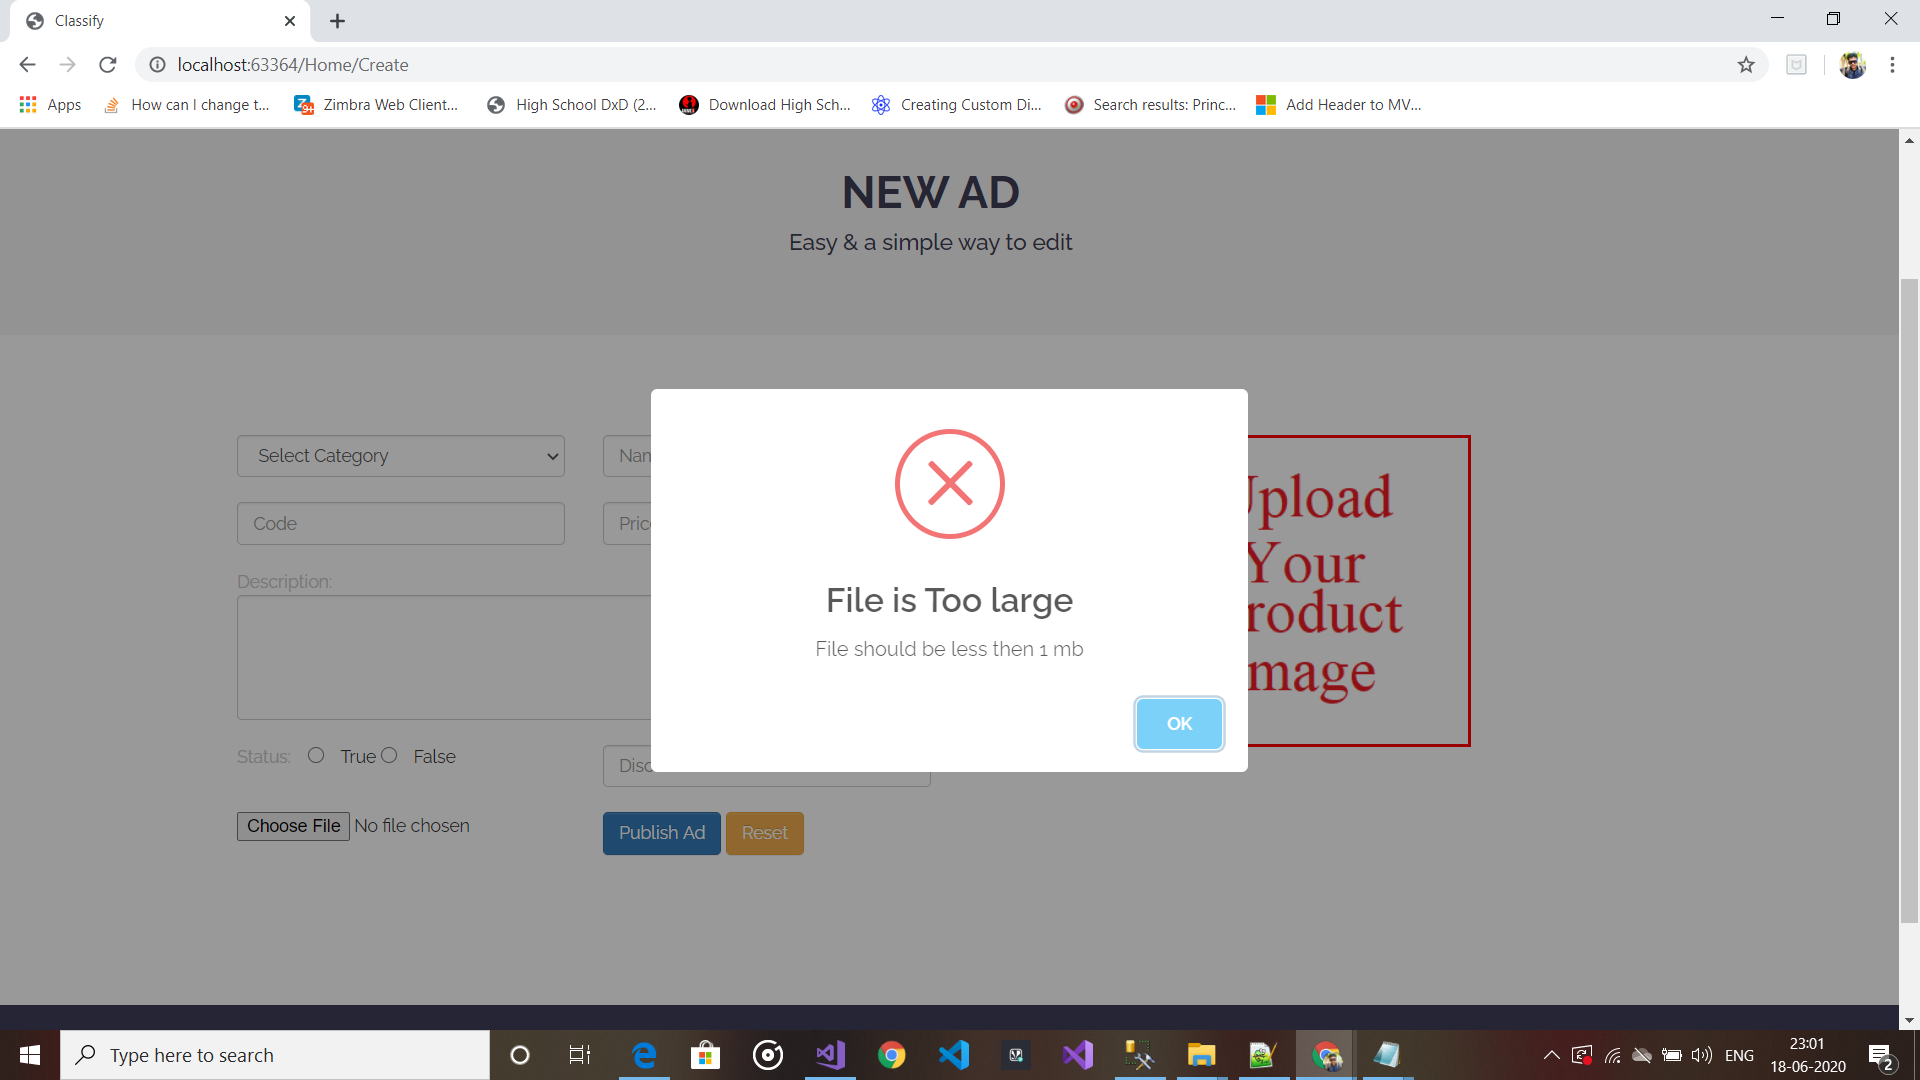 Classify
localhost:63364/Home/Create
Apps
How can I change t...
Zimbra Web Client...
High School DxD (2...
Download High Sch...
Creating Custom Di...
Search results: Princ...
Add Header to MV...
NEW AD
Easy & a simple way to edit
Select Category
Nam
Code
Price
Description:
Upload
Your
roduct
mage
File is Too large
File should be less then 1 mb
OK
Status:
True
False
Disc
Choose File No file chosen
Publish Ad
Reset
Type here to search
ENG
23:01
18-06-2020
2